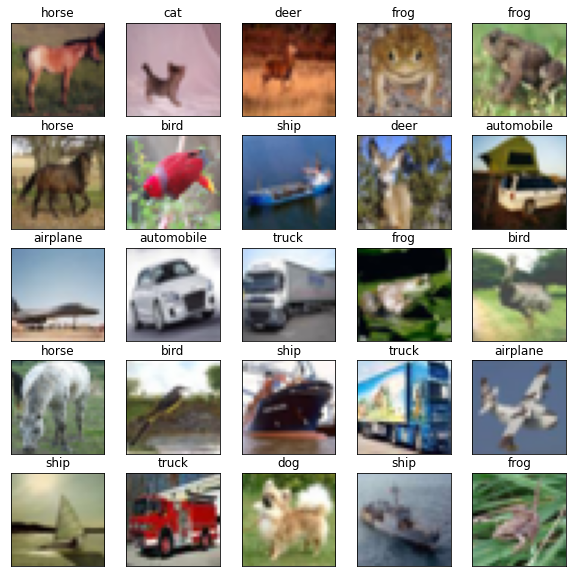 horse cat deer frog frog
horse bird ship deer automobile
airplane automobile truck frog bird
horse bird ship truck airplane
ship truck dog ship frog